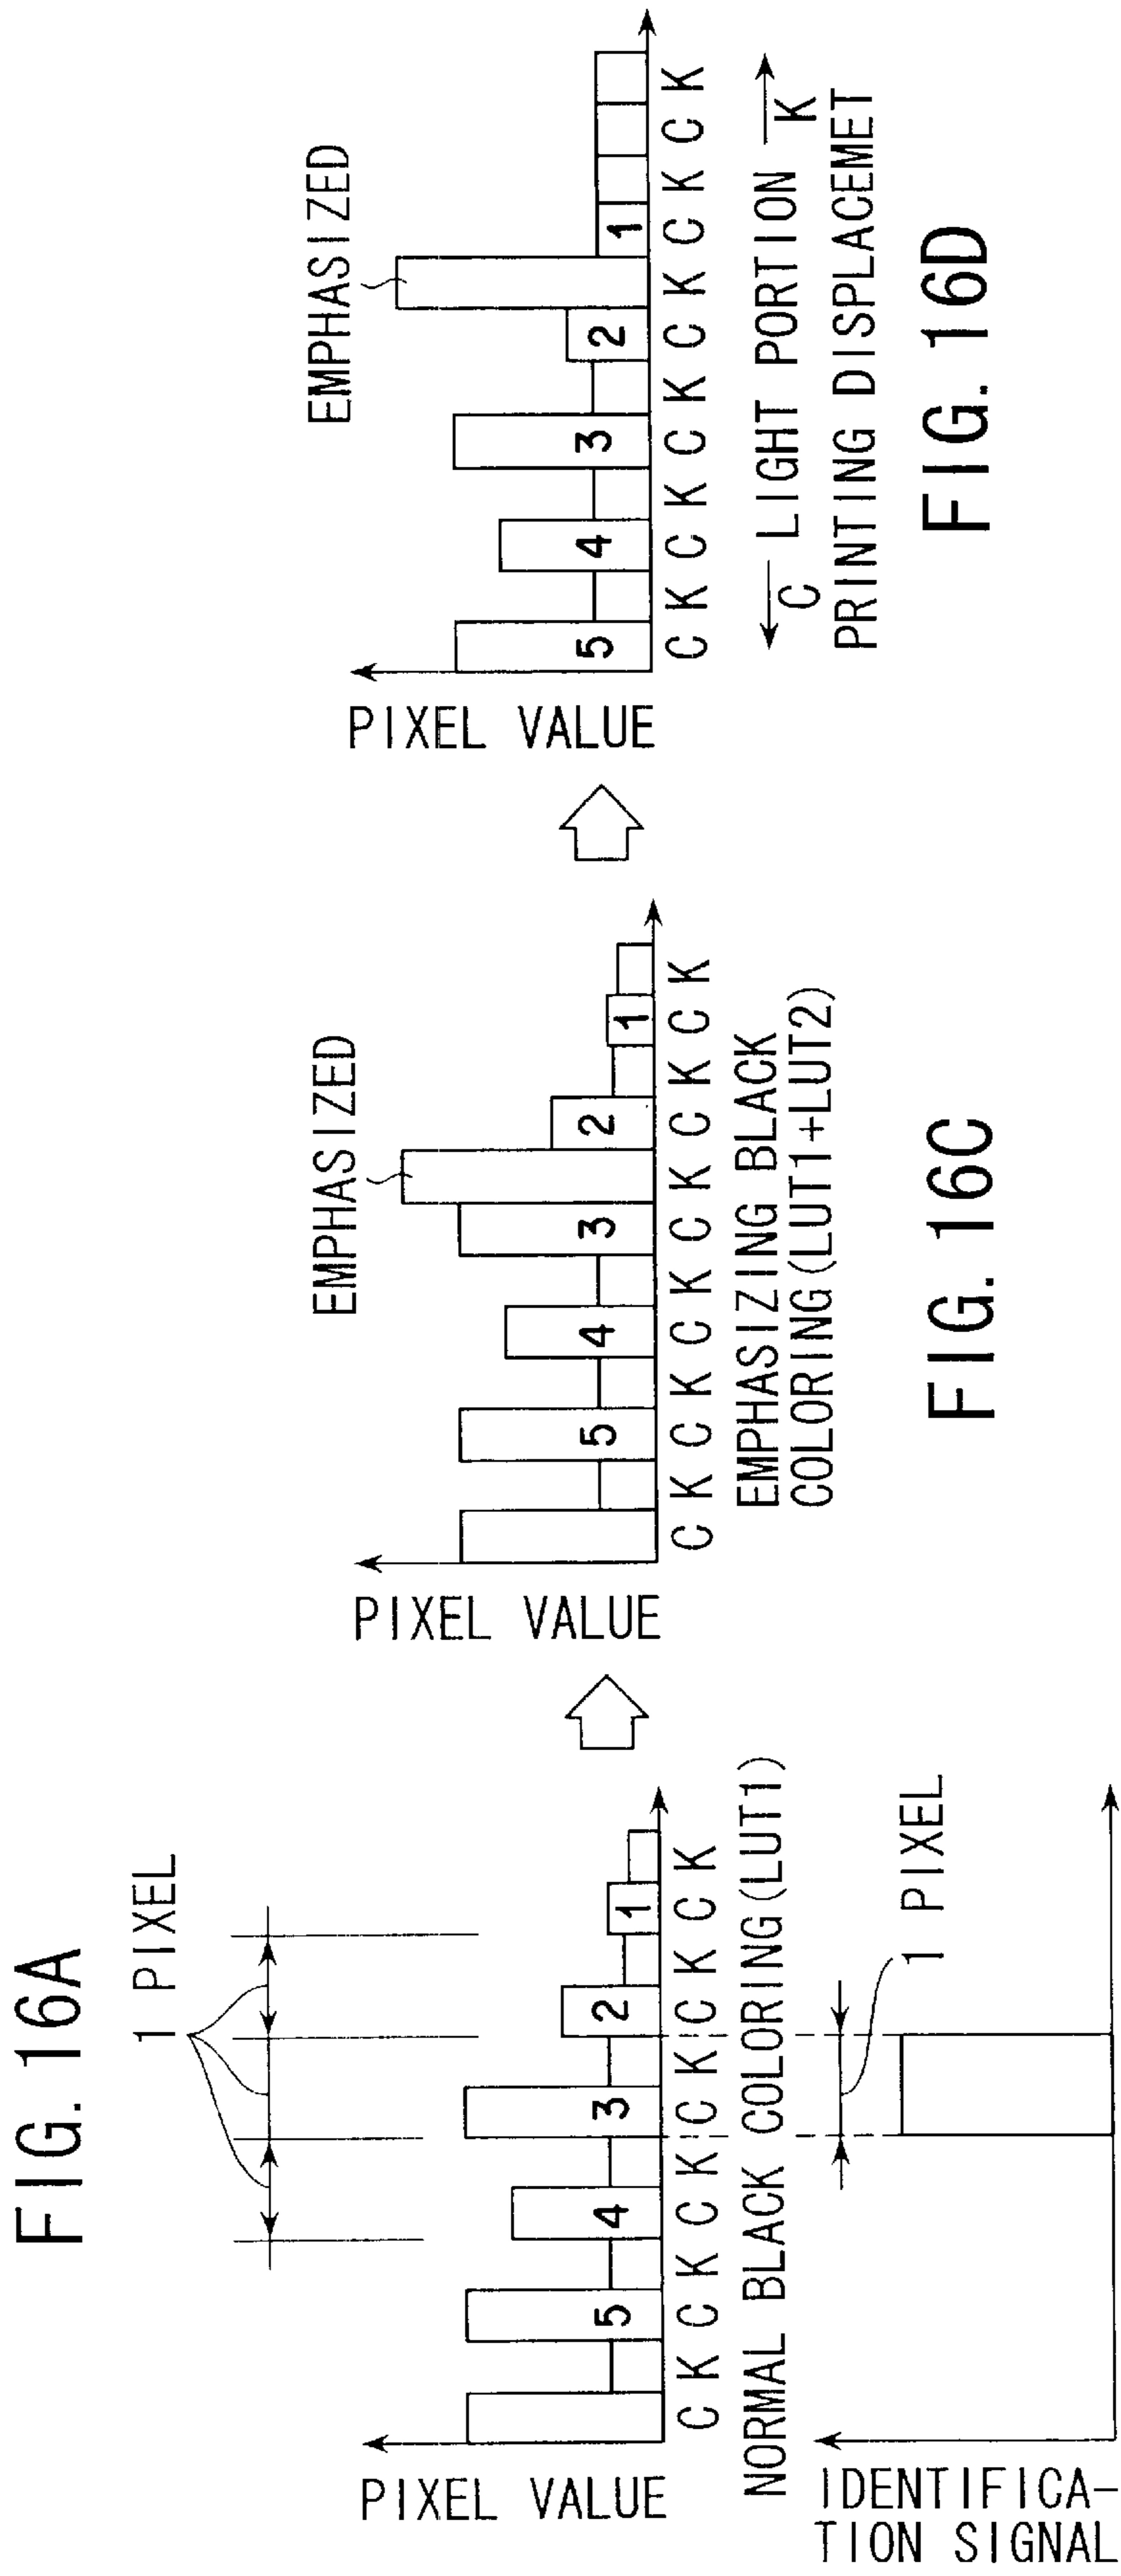 FIG. 16A
1 PIXEL
PIXEL VALUE
5 4 3 2 1
C K C K C K C K C K C K
NORMAL BLACK COLORING(LUT1)
1 PIXEL
IDENTIFICA-
TION SIGNAL
EMPHASIZED
PIXEL VALUE
5 4 3 2 1
C K C K C K C K C K C K
EMPHASIZING BLACK
COLORING(LUT1+LUT2)
FIG. 16C
EMPHASIZED
PIXEL VALUE
5 4 3 2 1
C K C K C K C K C K C K
C LIGHT PORTION K
PRINTING DISPLACEMET
FIG. 16D